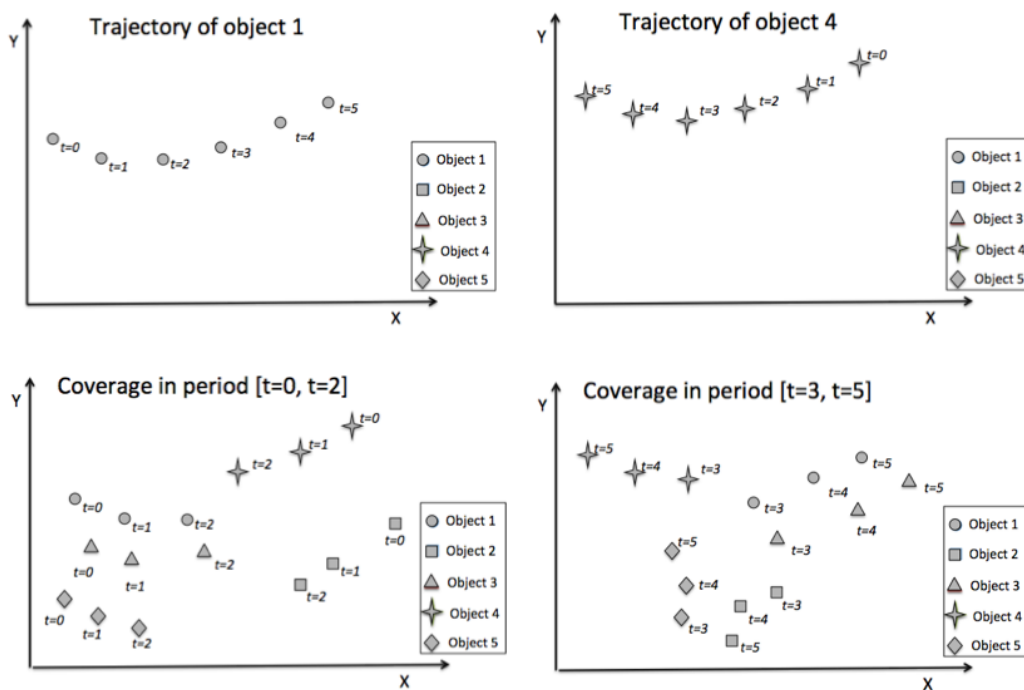 Trajectory of object 1
Y
t=0
t=1
t=2
t=3
t=4
t=5
Object 1
Object 2
Object 3
Object 4
Object 5
X
Trajectory of object 4
Y
t=5
t=4
t=3
t=2
t=1
t=0
Object 1
Object 2
Object 3
Object 4
Object 5
X
Coverage in period [t=0, t=2]
Y
t=0
t=1
t=2
t=0
t=1
t=2
t=0
t=1
t=2
t=0
t=1
t=2
t=0
t=1
t=2
Object 1
Object 2
Object 3
Object 4
Object 5
X
Coverage in period [t=3, t=5]
Y
t=5
t=4
t=3
t=5
t=4
t=3
t=5
t=4
t=3
t=5
t=4
t=3
t=3
t=4
t=5
Object 1
Object 2
Object 3
Object 4
Object 5
X